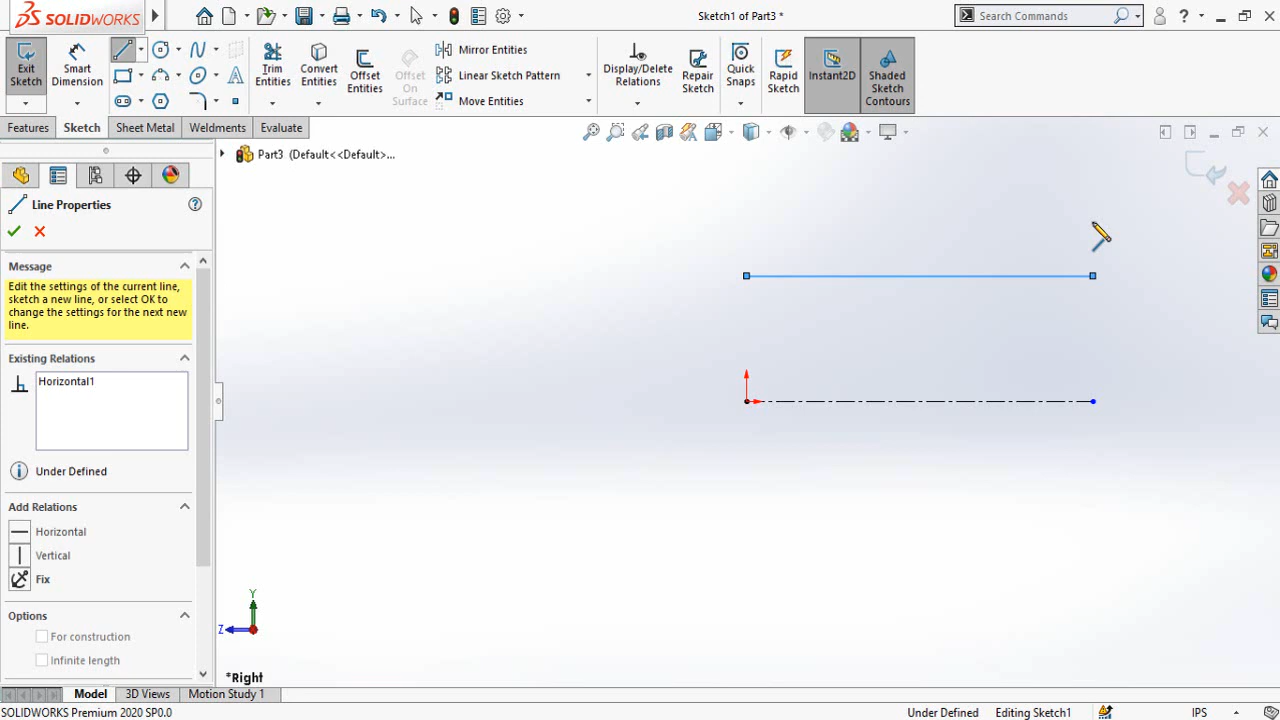 SOLIDWORKS
Sketch1 of Part3 *
Search Commands
Exit Sketch
Smart Dimension
Trim Entities
Convert Entities
Offset Entities
Offset On Surface
Mirror Entities
Linear Sketch Pattern
Move Entities
Display/Delete Relations
Repair Sketch
Quick Snaps
Rapid Sketch
Instant2D
Shaded Sketch Contours
Features
Sketch
Sheet Metal
Weldments
Evaluate
Part3 (Default<<Default>...
Line Properties
Message
Edit the settings of the current line,
sketch a new line, or select OK to
change the settings for the next new
line.
Existing Relations
Horizontal1
Under Defined
Add Relations
Horizontal
Vertical
Fix
Options
For construction
Infinite length
Y
Z
*Right
Model
3D Views
Motion Study 1
SOLIDWORKS Premium 2020 SP0.0
Under Defined
Editing Sketch1
IPS